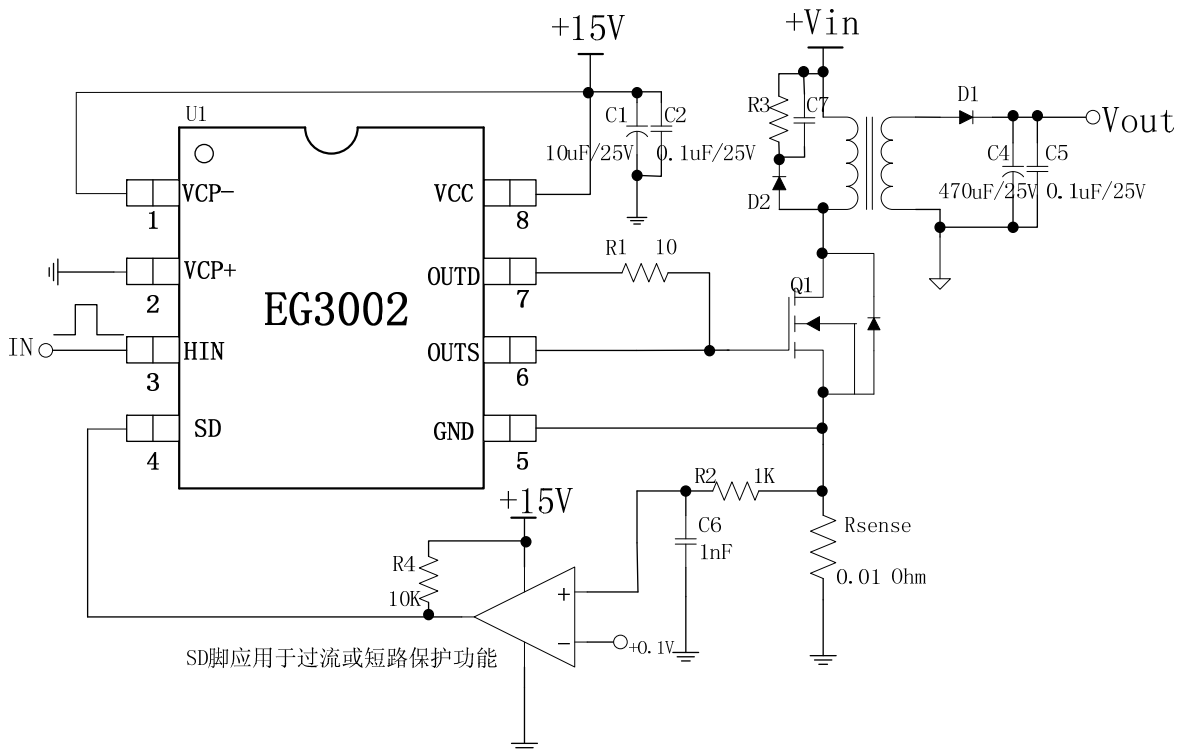 +15V
+Vin
U1
C1
C2
10uF/25V
0.1uF/25V
R3
C7
D1
Vout
VCP-
1
VCC
8
D2
C4
C5
470uF/25V
0.1uF/25V
R1 10
VCP+
2
OUTD
7
EG3002
Q1
IN
HIN
3
OUTS
6
SD
4
GND
5
R2 1K
+15V
C6
1nF
Rsense
0.01 Ohm
R4
10K
+
-
+0.1V
SD脚应用于过流或短路保护功能